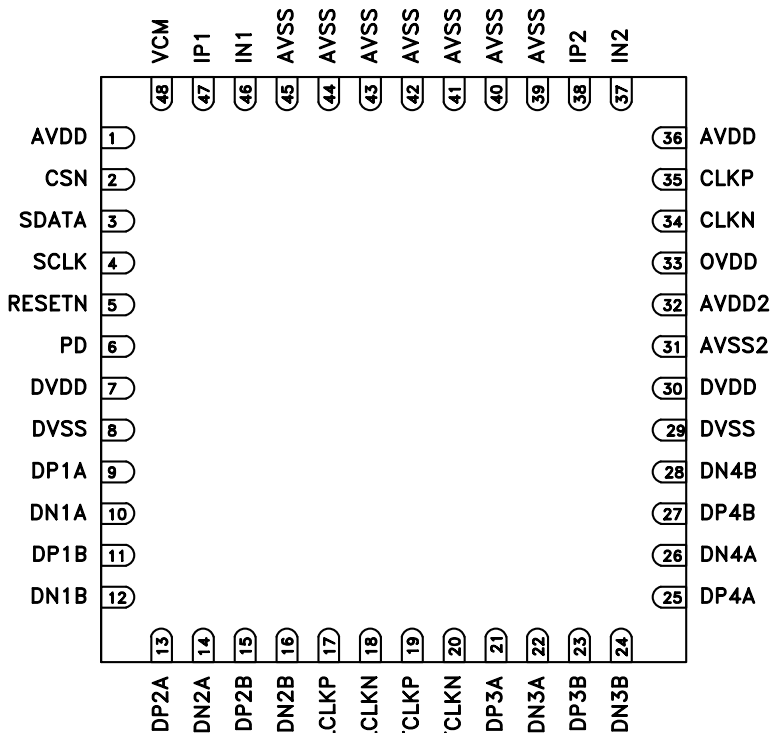 VCM
IP1
IN1
AVSS
AVSS
AVSS
AVSS
AVSS
AVSS
AVSS
IP2
IN2
48
47
46
45
44
43
42
41
40
39
38
37
AVDD 1
36 AVDD
CSN 2
35 CLKP
SDATA 3
34 CLKN
SCLK 4
33 OVDD
RESETN 5
32 AVDD2
PD 6
31 AVSS2
DVDD 7
30 DVDD
DVSS 8
29 DVSS
DP1A 9
28 DN4B
DN1A 10
27 DP4B
DP1B 11
26 DN4A
DN1B 12
25 DP4A
13
14
15
16
17
18
19
20
21
22
23
24
DP2A
DN2A
DP2B
DN2B
CLKP
CLKN
CLKP
CLKN
DP3A
DN3A
DP3B
DN3B